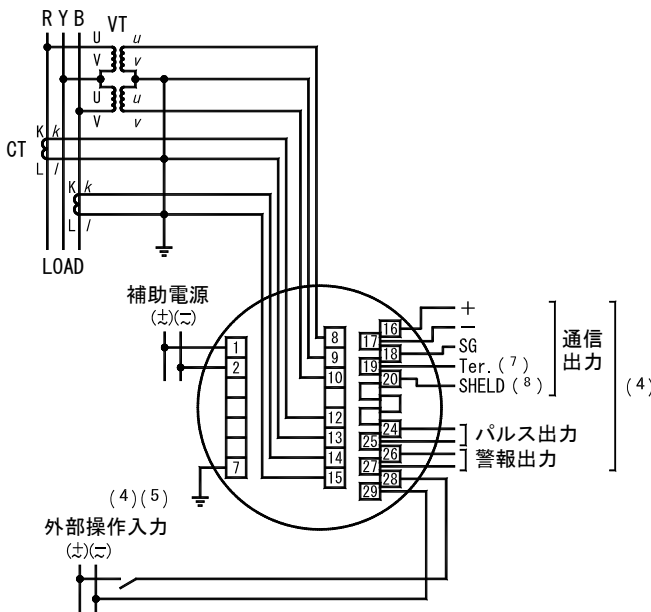 R Y B
VT
U u
V v
U u
V v
CT
K k
L l
K k
L l
LOAD
補助電源
(±)(−)
1
2
7
8
9
10
12
13
14
15
16
17
18
19
20
24
25
26
27
28
29
+
−
SG
Ter. (7)
SHELD (8)
通信
出力
(4)
パルス出力
警報出力
(4)(5)
外部操作入力
(±)(−)